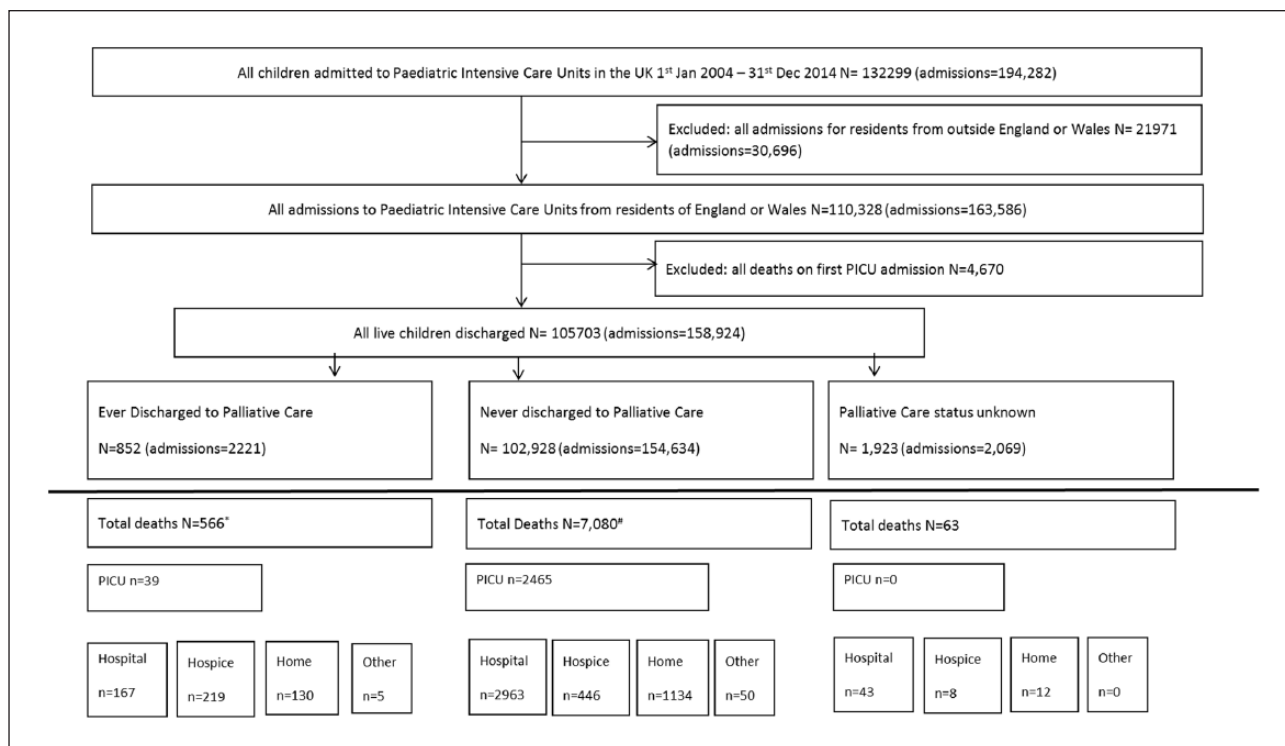 All children admitted to Paediatric Intensive Care Units in the UK 1st Jan 2004 – 31st Dec 2014 N= 132299 (admissions=194,282)
Excluded: all admissions for residents from outside England or Wales N= 21971
(admissions=30,696)
All admissions to Paediatric Intensive Care Units from residents of England or Wales N=110,328 (admissions=163,586)
Excluded: all deaths on first PICU admission N=4,670
All live children discharged N= 105703 (admissions=158,924)
Ever Discharged to Palliative Care
N=852 (admissions=2221)
Never discharged to Palliative Care
N= 102,928 (admissions=154,634)
Palliative Care status unknown
N= 1,923 (admissions=2,069)
Total deaths N=566*
Total Deaths N=7,080#
Total deaths N=63
PICU n=39
PICU n=2465
PICU n=0
Hospital
n=167
Hospice
n=219
Home
n=130
Other
n=5
Hospital
n=2963
Hospice
n=446
Home
n=1134
Other
n=50
Hospital
n=43
Hospice
n=8
Home
n=12
Other
n=0